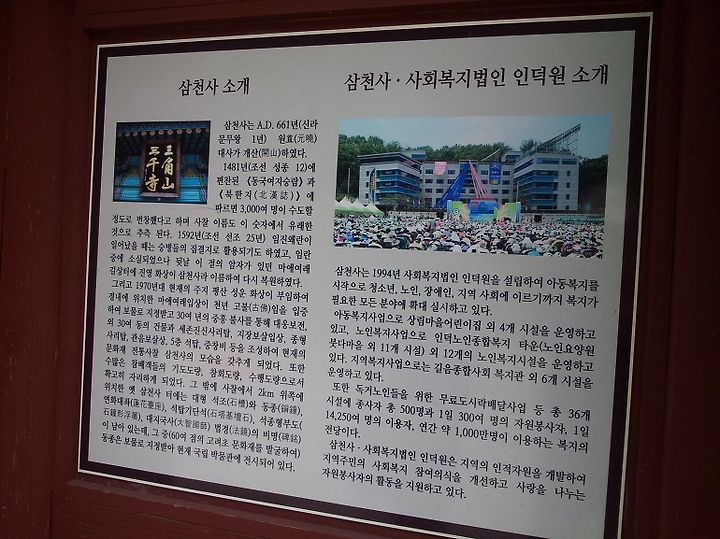 삼천사 소개
三角山
三千寺
삼천사는 A.D. 661년(신라
문무왕 1년) 원효(元曉)
대사가 개산(開山)하였다.
1481년(조선 성종 12)에
편찬된 《동국여지승람》과
《북한지(北漢誌)》에
따르면 3,000여 명이 수도할
정도로 번창했다고 하며 사찰 이름도 이 숫자에서 유래한
것으로 추측 된다. 1592년(조선 선조 25년) 임진왜란이
일어났을 때는 승병들의 집결지로 활용되기도 하였고, 임란
중에 소실되었으나 뒷날 이 절의 암자가 있던 마애여래
길상터에 진영 화상이 삼천사라 이름하여 다시 복원하였다.
그리고 1970년대 현재의 주지 평산 성운 화상이 부임하여
경내에 위치한 마애여래입상이 천년 고불(古佛)임을 입증
하여 보물로 지정받고 30여 년의 중흥 불사를 통해 대웅보전,
외 30여 동의 건물과 세존진신사리탑, 지장보살입상, 종형
사리탑, 관음보살상, 5층 석탑, 중창비 등을 조성하여 현재의
문화재 전통사찰 삼천사의 모습을 갖추게 되었다. 또한
수많은 참배객들의 기도도량, 참회도량, 수행도량으로서
확고히 자리하게 되었다. 그 밖에 사찰에서 2km 위쪽에
위치한 옛 삼천사 터에는 대형 석조(石槽)와 동종(銅鐘),
연화대좌(蓮花臺座), 석탑기단석(石塔基壇石), 석종형부도(
石鐘形浮屠), 대지국사(大智國師) 법경(法鏡)의 비명(碑銘)
이 남아 있는데, 그 중(60여 점의 고려초 문화재를 발굴하여)
동종은 보물로 지정받아 현재 국립 박물관에 전시되어 있다.
삼천사 · 사회복지법인 인덕원 소개
삼천사는 1994년 사회복지법인 인덕원을 설립하여 아동복지를
시작으로 청소년, 노인, 장애인, 지역 사회에 이르기까지 복지가
필요한 모든 분야에 확대 실시하고 있다.
아동복지사업으로 상림마을어린이집 외 4개 시설을 운영하고
있고, 노인복지사업으로 인덕노인종합복지 타운(노인요양원
붓다마을 외 11개 시설) 외 12개의 노인복지시설을 운영하고
있다. 지역복지사업으로는 길음종합사회 복지관 외 6개 시설을
운영하고 있다.
또한 독거노인들을 위한 무료도시락배달사업 등 총 36개
시설에 종사자 총 500명과 1일 300여 명의 자원봉사자, 1일
14,250여 명의 이용자, 연간 약 1,000만명이 이용하는 복지의
전당이다.
삼천사 · 사회복지법인 인덕원은 지역의 인적자원을 개발하여
지역주민의 사회복지 참여의식을 개선하고 사랑을 나누는
자원봉사자의 활동을 지원하고 있다.